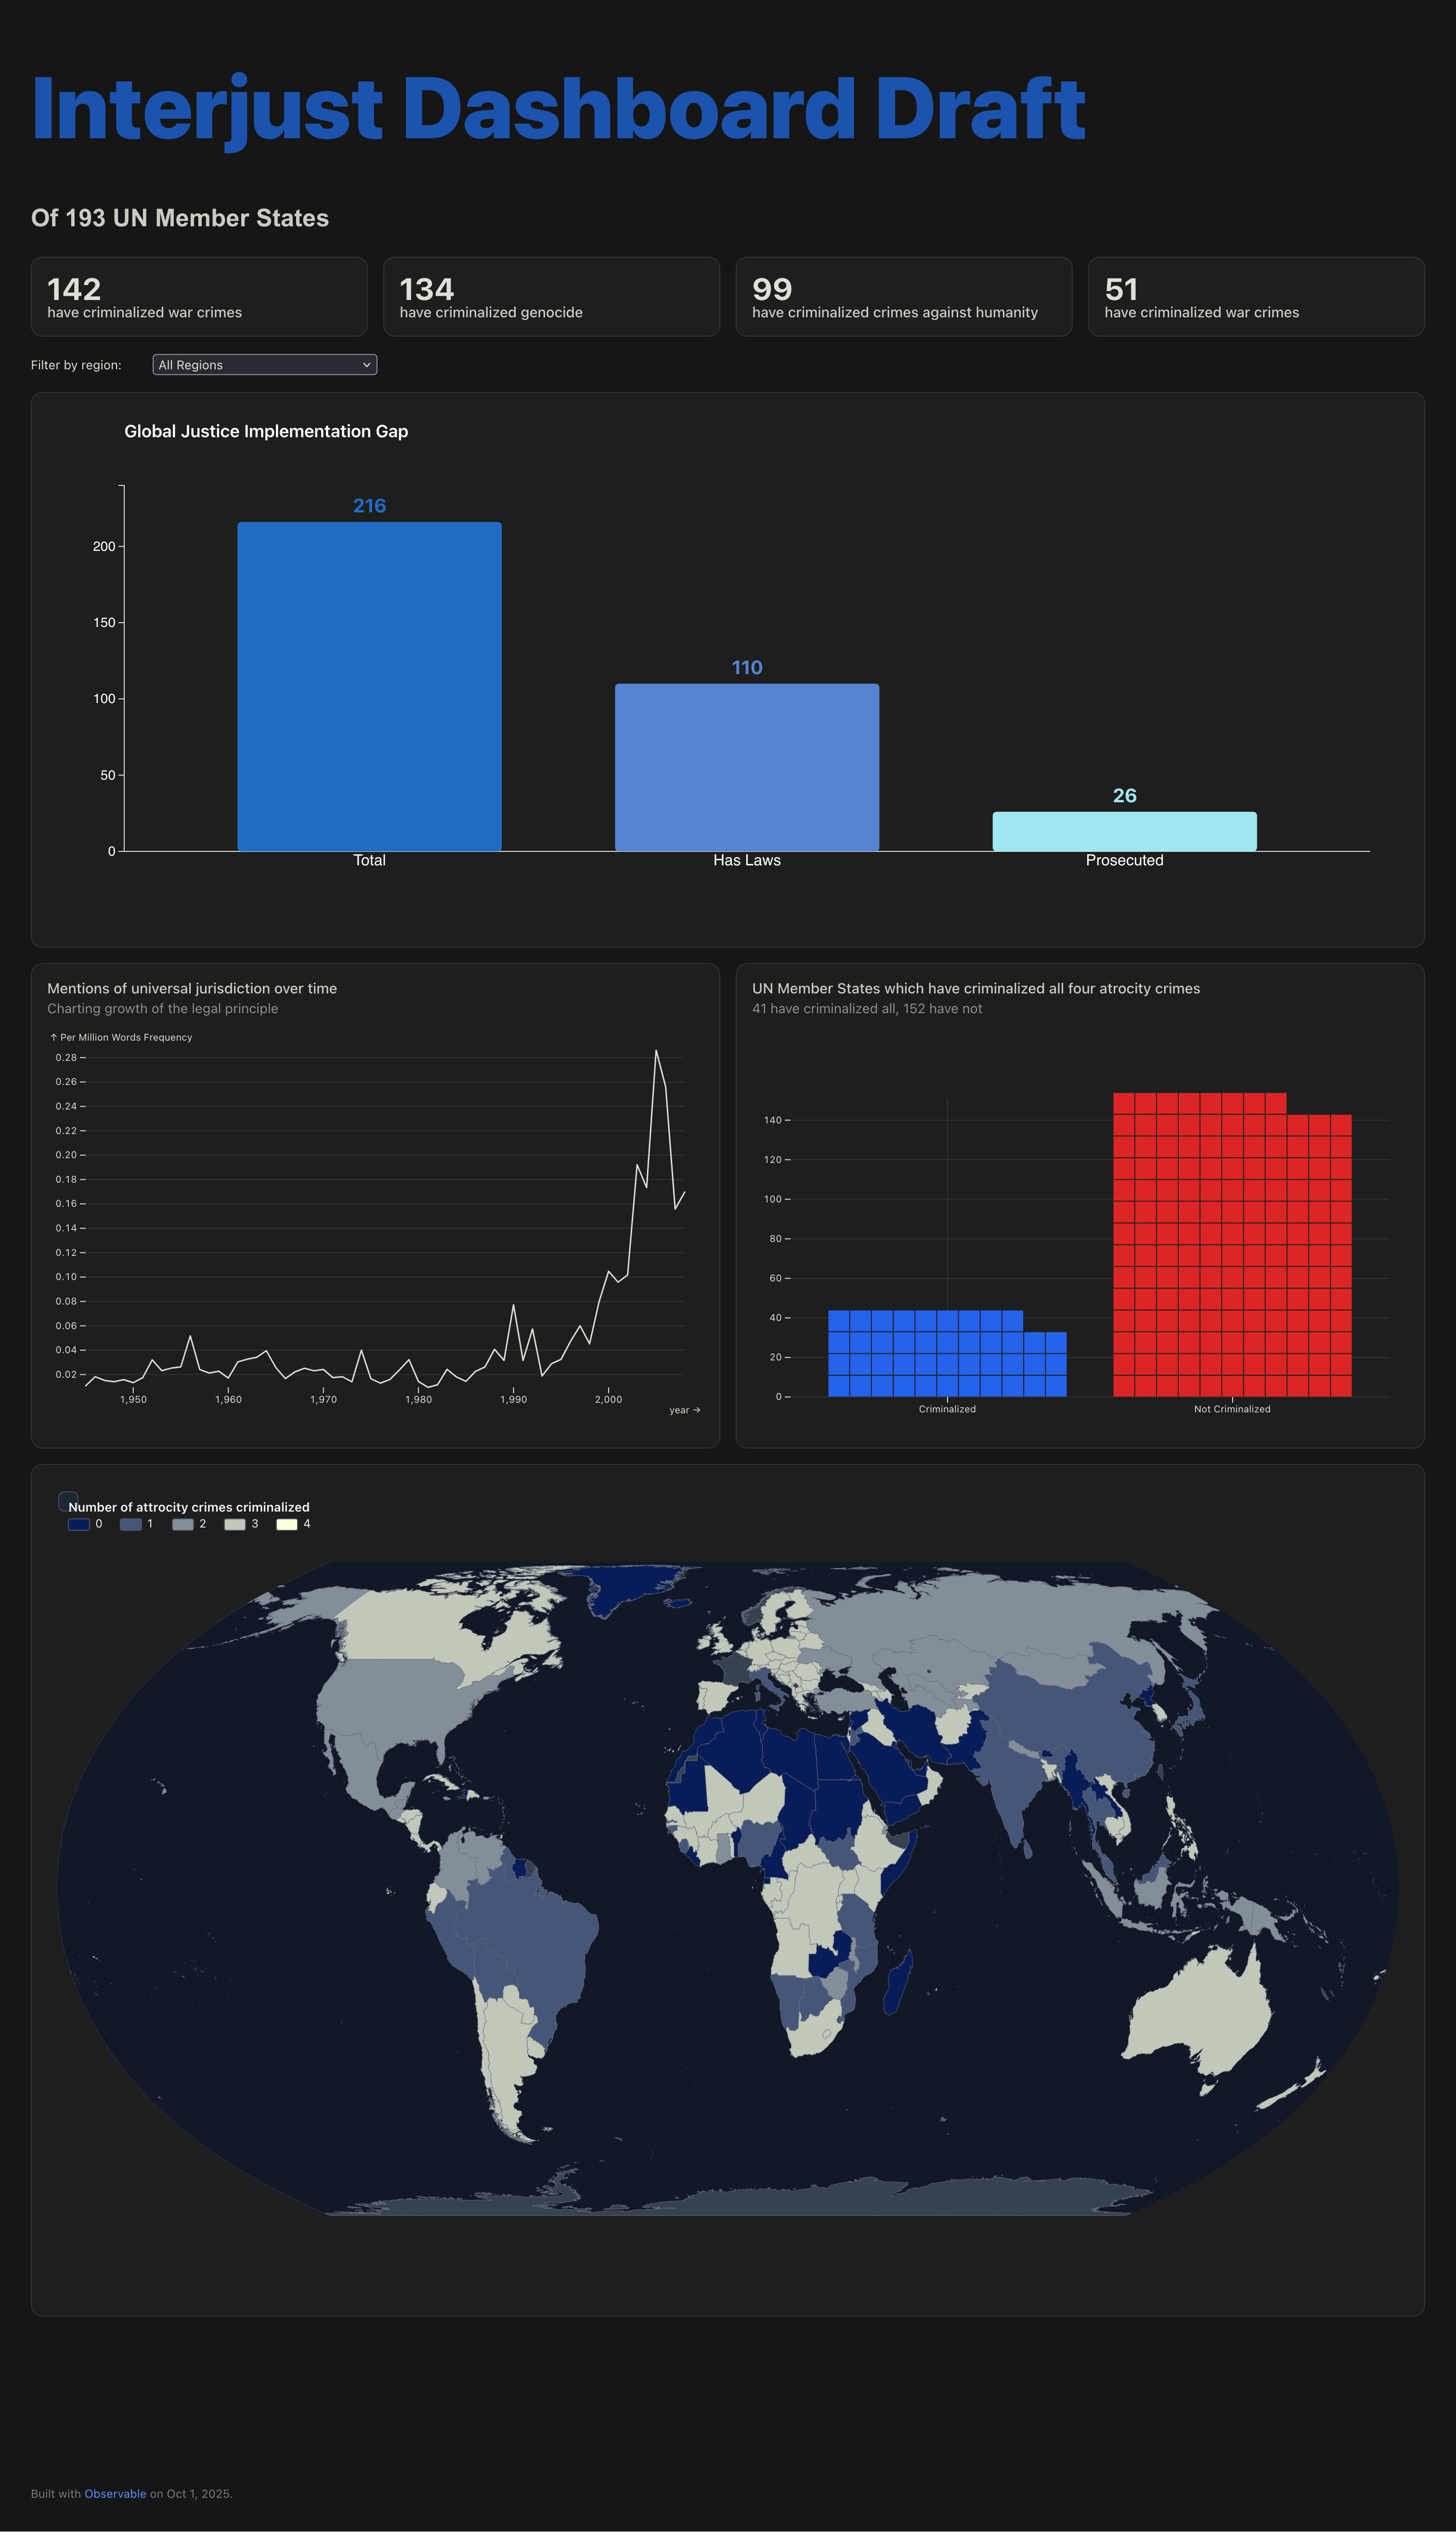 Interjust Dashboard Draft
Of 193 UN Member States
142
have criminalized war crimes
134
have criminalized genocide
99
have criminalized crimes against humanity
51
have criminalized war crimes
Filter by region:
All Regions
Global Justice Implementation Gap
216
200
150
110
100
50
26
0
Total
Has Laws
Prosecuted
Mentions of universal jurisdiction over time
Charting growth of the legal principle
↑ Per Million Words Frequency
0.28
0.26
0.24
0.22
0.20
0.18
0.16
0.14
0.12
0.10
0.08
0.06
0.04
0.02
1,950
1,960
1,970
1,980
1,990
2,000
year →
UN Member States which have criminalized all four atrocity crimes
41 have criminalized all, 152 have not
140
120
100
80
60
40
20
0
Criminalized
Not Criminalized
Number of attrocity crimes criminalized
0
1
2
3
4
Built with Observable on Oct 1, 2025.